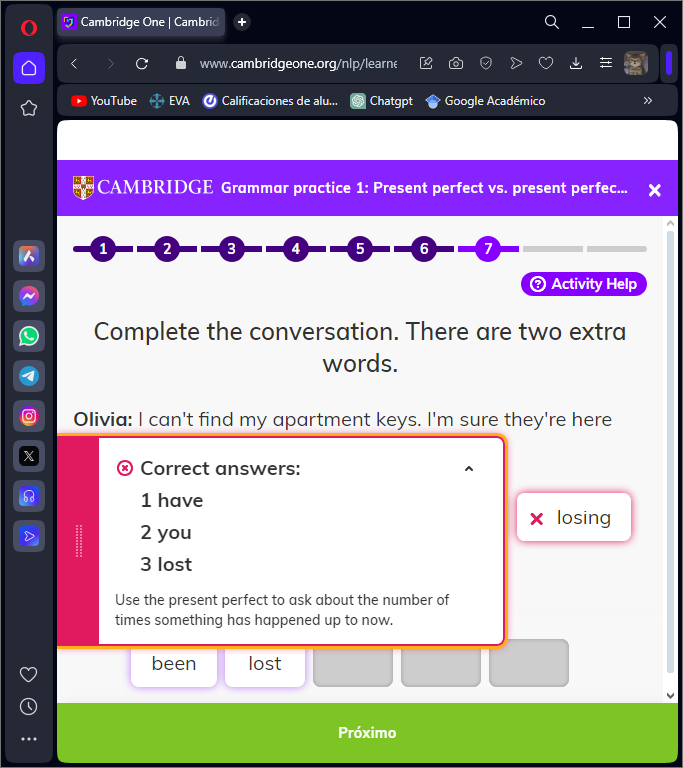 Cambridge One | Cambrid
www.cambridgeone.org/nlp/learne
YouTube
EVA
Calificaciones de alu...
Chatgpt
Google Académico
CAMBRIDGE
Grammar practice 1: Present perfect vs. present perfec...
1 2 3 4 5 6 7
Activity Help
Complete the conversation. There are two extra
words.
Olivia: I can't find my apartment keys. I'm sure they're here
Correct answers:
1 have
2 you
3 lost
Use the present perfect to ask about the number of
times something has happened up to now.
losing
been
lost
Próximo